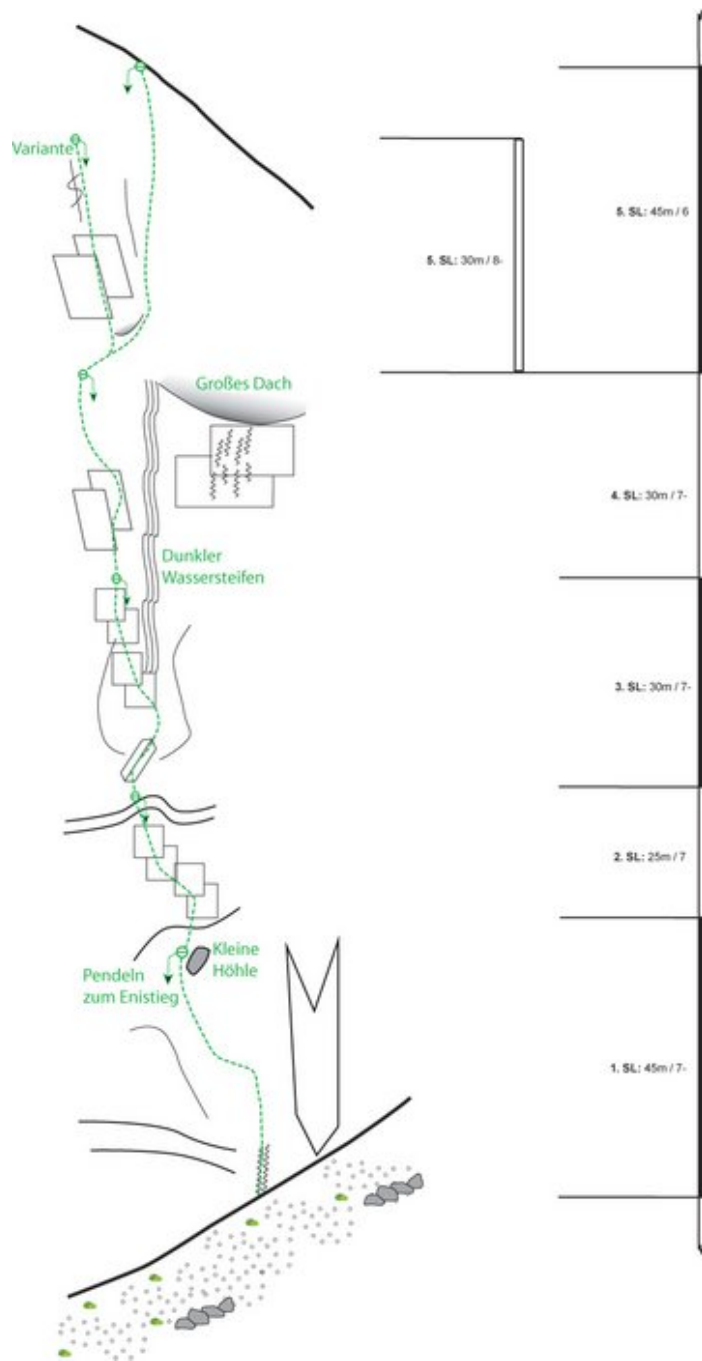 Variante
5. SL: 45m / 6
5. SL: 30m / 8-
Großes Dach
4. SL: 30m / 7-
Dunkler
Wassersteifen
3. SL: 30m / 7-
2. SL: 25m / 7
Kleine
Höhle
Pendeln
zum Enistieg
1. SL: 45m / 7-